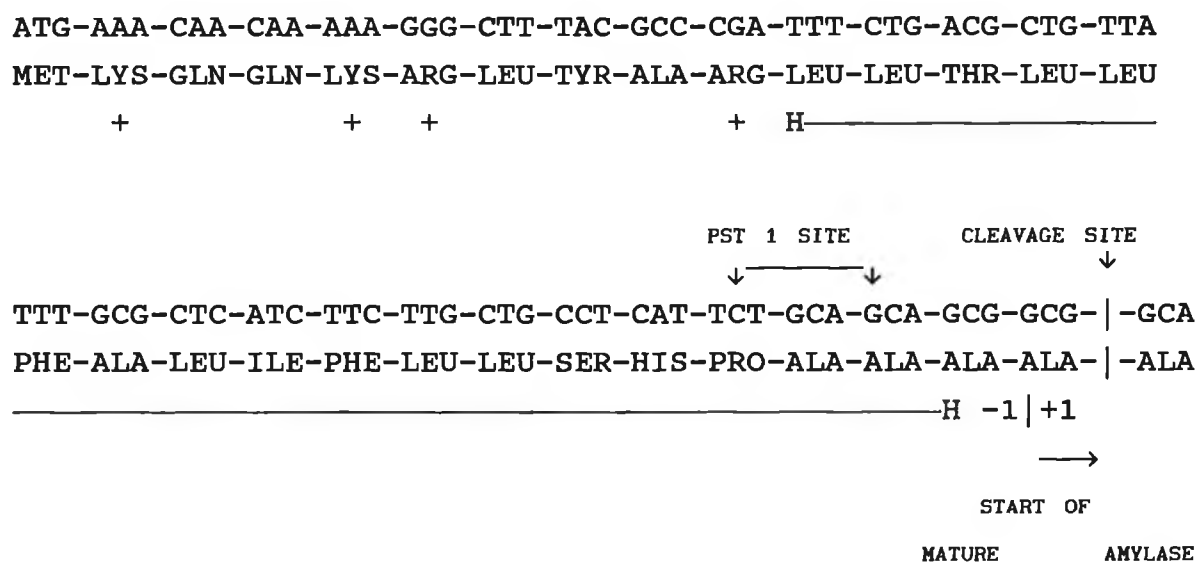 ATG-AAA-CAA-CAA-AAA-GGG-CTT-TAC-GCC-CGA-TTT-CTG-ACG-CTG-TTA
MET-LYS-GLN-GLN-LYS-ARG-LEU-TYR-ALA-ARG-LEU-LEU-THR-LEU-LEU
+ + + + H
PST 1 SITE CLEAVAGE SITE
TTT-GCG-CTC-ATC-TTC-TTG-CTG-CCT-CAT-TCT-GCA-GCA-GCG-GCG-|-GCA
PHE-ALA-LEU-ILE-PHE-LEU-LEU-SER-HIS-PRO-ALA-ALA-ALA-ALA-|-ALA
H -1|+1
START OF
MATURE AMYLASE